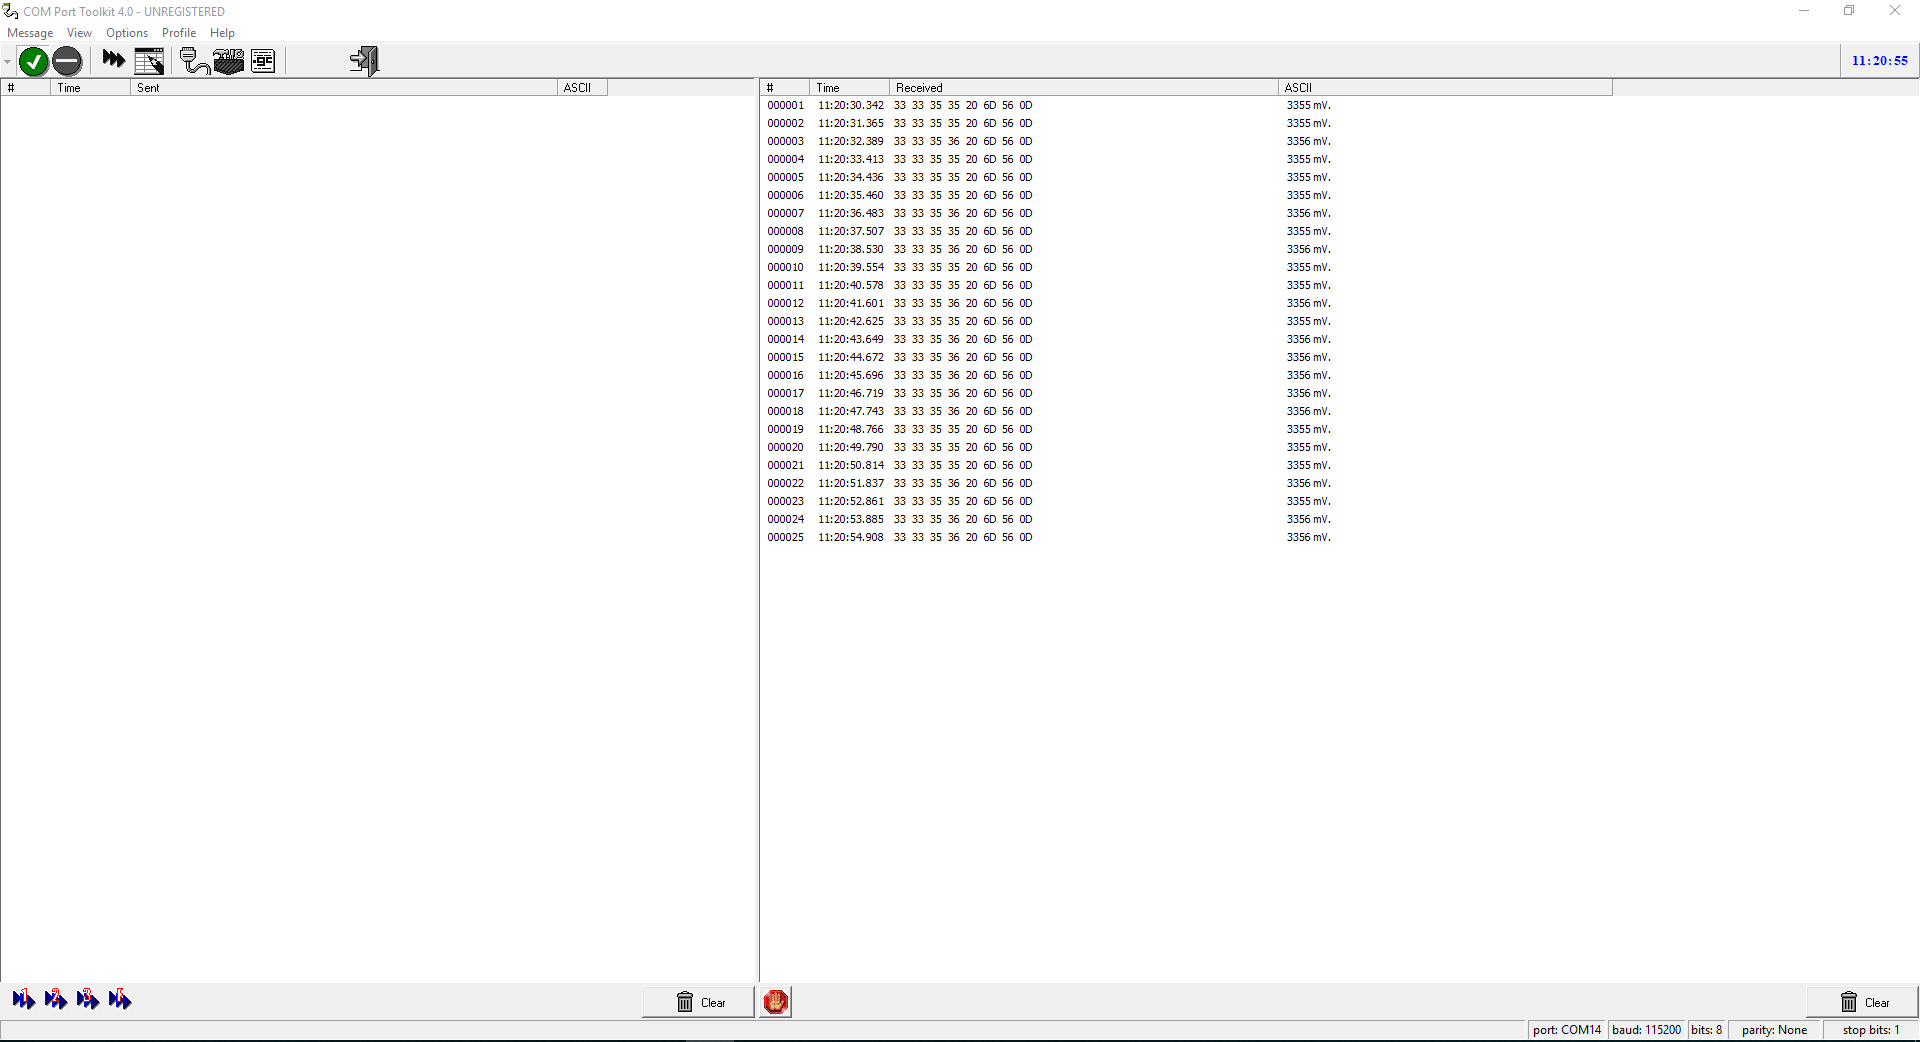 COM Port Toolkit 4.0 - UNREGISTERED
Message View Options Profile Help
11:20:55
# Time Sent ASCII
# Time Received ASCII
000001 11:20:30.342 33 33 35 35 20 6D 56 0D 3355 mV.
000002 11:20:31.365 33 33 35 35 20 6D 56 0D 3355 mV.
000003 11:20:32.389 33 33 35 36 20 6D 56 0D 3356 mV.
000004 11:20:33.413 33 33 35 35 20 6D 56 0D 3355 mV.
000005 11:20:34.436 33 33 35 35 20 6D 56 0D 3355 mV.
000006 11:20:35.460 33 33 35 35 20 6D 56 0D 3355 mV.
000007 11:20:36.483 33 33 35 36 20 6D 56 0D 3356 mV.
000008 11:20:37.507 33 33 35 35 20 6D 56 0D 3355 mV.
000009 11:20:38.530 33 33 35 36 20 6D 56 0D 3356 mV.
000010 11:20:39.554 33 33 35 35 20 6D 56 0D 3355 mV.
000011 11:20:40.578 33 33 35 35 20 6D 56 0D 3355 mV.
000012 11:20:41.601 33 33 35 36 20 6D 56 0D 3356 mV.
000013 11:20:42.625 33 33 35 35 20 6D 56 0D 3355 mV.
000014 11:20:43.649 33 33 35 36 20 6D 56 0D 3356 mV.
000015 11:20:44.672 33 33 35 36 20 6D 56 0D 3356 mV.
000016 11:20:45.696 33 33 35 36 20 6D 56 0D 3356 mV.
000017 11:20:46.719 33 33 35 36 20 6D 56 0D 3356 mV.
000018 11:20:47.743 33 33 35 36 20 6D 56 0D 3356 mV.
000019 11:20:48.766 33 33 35 35 20 6D 56 0D 3355 mV.
000020 11:20:49.790 33 33 35 35 20 6D 56 0D 3355 mV.
000021 11:20:50.814 33 33 35 35 20 6D 56 0D 3355 mV.
000022 11:20:51.837 33 33 35 36 20 6D 56 0D 3356 mV.
000023 11:20:52.861 33 33 35 35 20 6D 56 0D 3355 mV.
000024 11:20:53.885 33 33 35 36 20 6D 56 0D 3356 mV.
000025 11:20:54.908 33 33 35 36 20 6D 56 0D 3356 mV.
Clear
Clear
port: COM14 baud: 115200 bits: 8 parity: None stop bits: 1